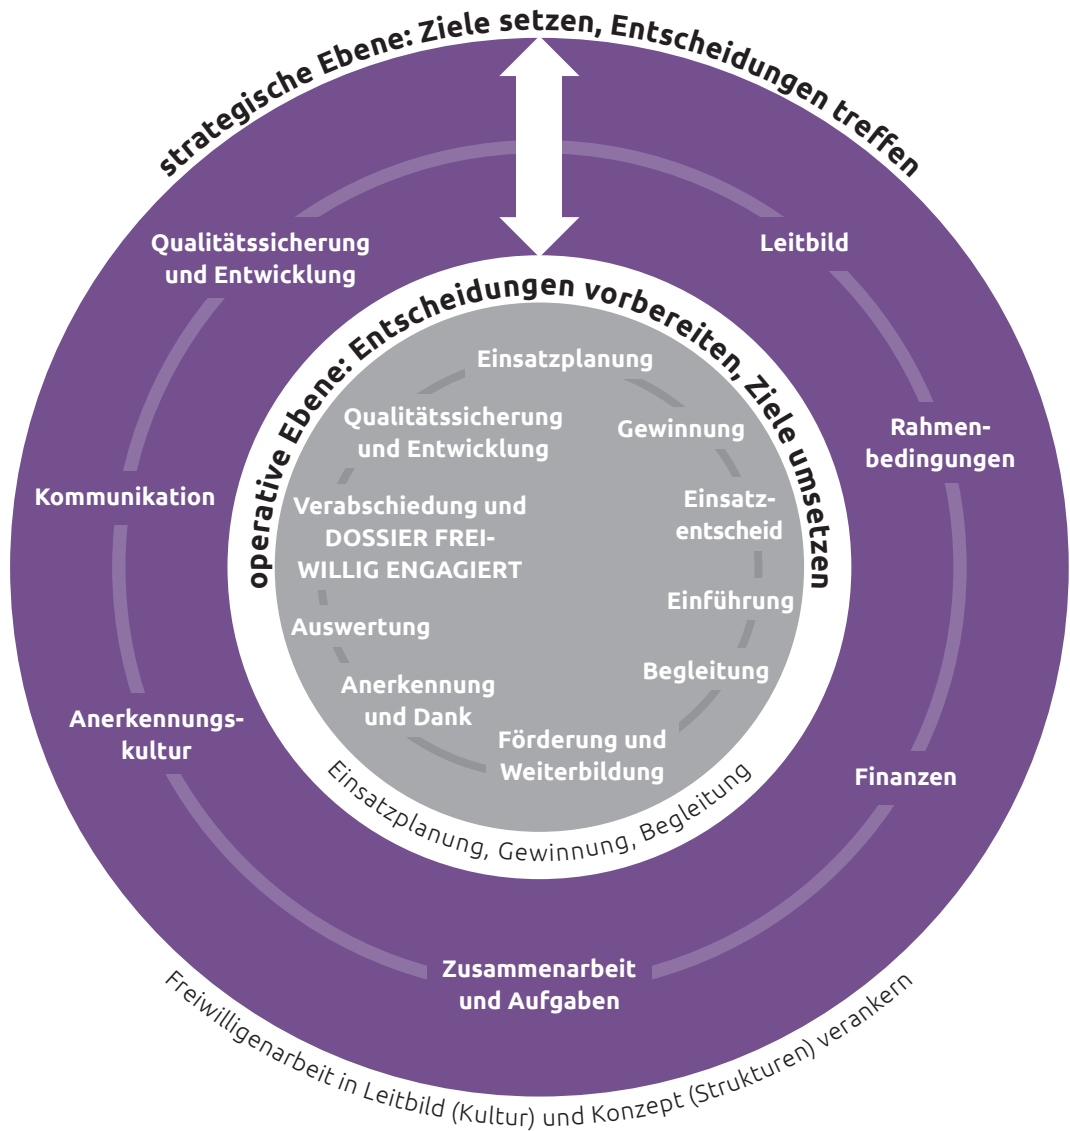 strategische Ebene: Ziele setzen, Entscheidungen treffen
Leitbild
Rahmen-
bedingungen
Finanzen
Zusammenarbeit
und Aufgaben
Anerkennungs-
kultur
Kommunikation
Qualitätssicherung
und Entwicklung
operative Ebene: Entscheidungen vorbereiten, Ziele umsetzen
Einsatzplanung
Gewinnung
Einsatz-
entscheid
Einführung
Begleitung
Förderung und
Weiterbildung
Anerkennung
und Dank
Auswertung
Verabschiedung und
DOSSIER FREI-
WILLIG ENGAGIERT
Qualitätssicherung
und Entwicklung
Einsatzplanung, Gewinnung, Begleitung
Freiwilligenarbeit in Leitbild (Kultur) und Konzept (Strukturen) verankern